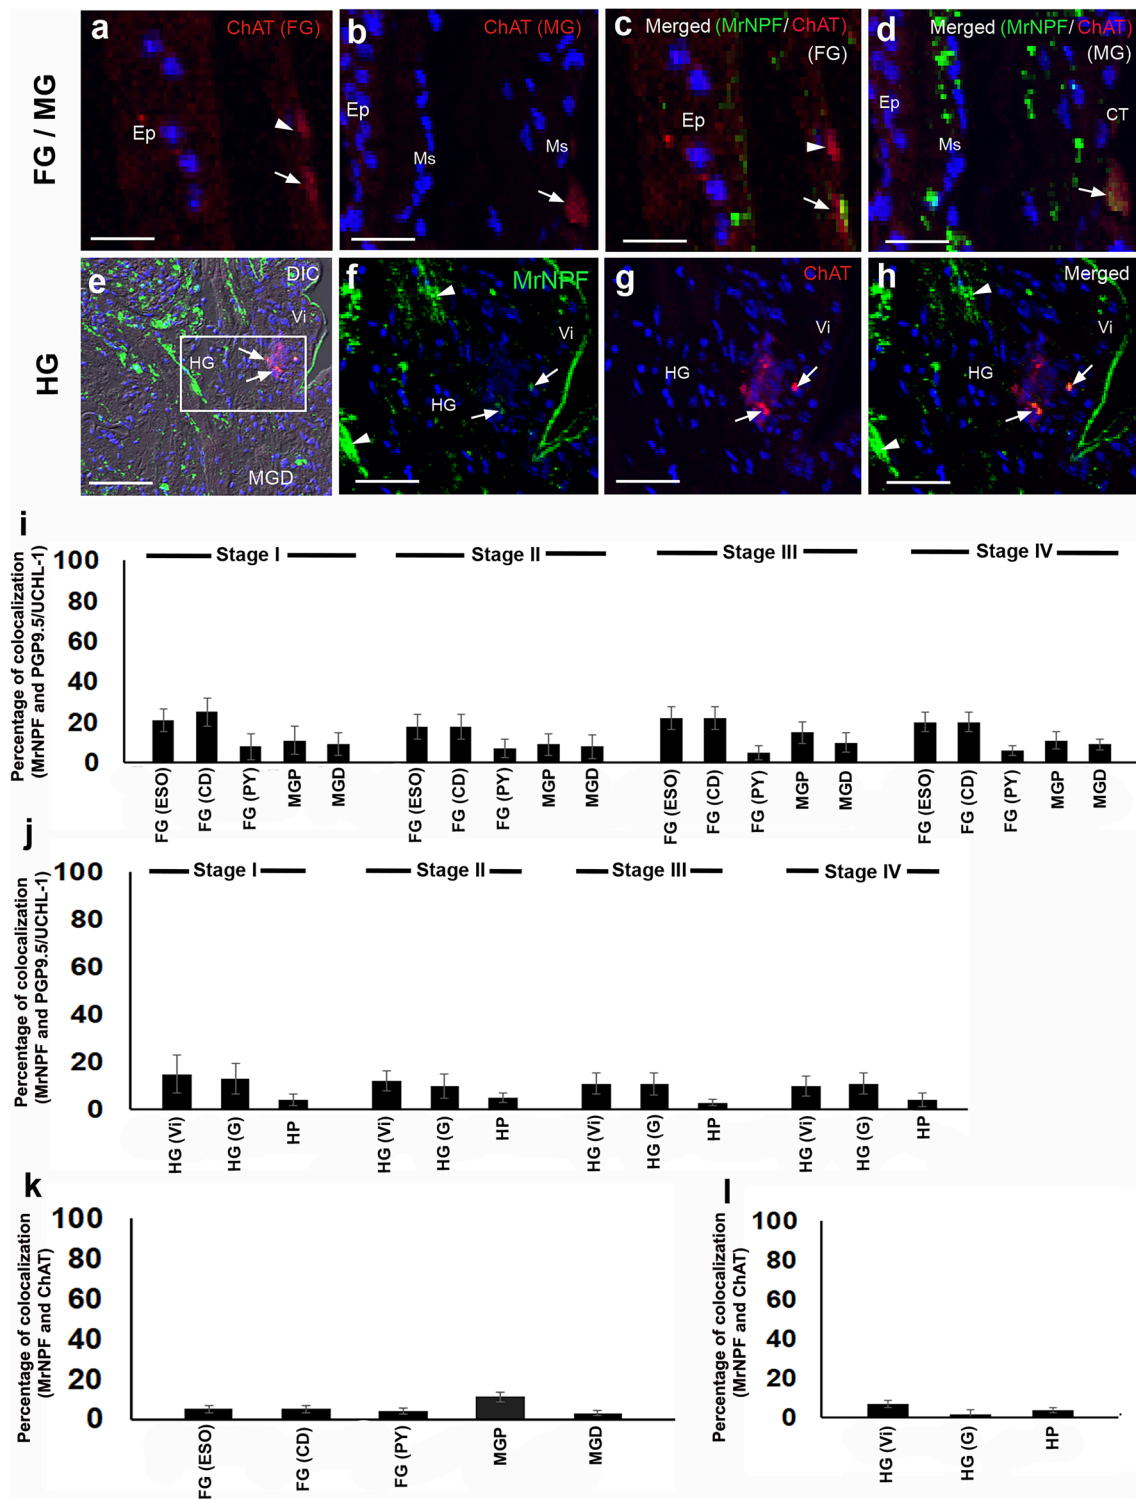 FG / MG
a
ChAT (FG)
Ep
b
ChAT (MG)
Ep
Ms
Ms
c
Merged (MrNPF/ChAT)
(FG)
Ep
d
Merged (MrNPF/ChAT)
(MG)
Ep
Ms
CT
HG
e
DIC
Vi
HG
MGD
f
MrNPF
Vi
HG
g
ChAT
Vi
HG
h
Merged
Vi
HG
i
Percentage of colocalization
(MrNPF and PGP9.5/UCHL-1)
100
80
60
40
20
0
Stage I
Stage II
Stage III
Stage IV
FG (ESO)
FG (CD)
FG (PY)
MGP
MGD
FG (ESO)
FG (CD)
FG (PY)
MGP
MGD
FG (ESO)
FG (CD)
FG (PY)
MGP
MGD
FG (ESO)
FG (CD)
FG (PY)
MGP
MGD
j
Percentage of colocalization
(MrNPF and PGP9.5/UCHL-1)
100
80
60
40
20
0
Stage I
Stage II
Stage III
Stage IV
HG (Vi)
HG (G)
HP
HG (Vi)
HG (G)
HP
HG (Vi)
HG (G)
HP
HG (Vi)
HG (G)
HP
k
Percentage of colocalization
(MrNPF and ChAT)
100
80
60
40
20
0
FG (ESO)
FG (CD)
FG (PY)
MGP
MGD
l
Percentage of colocalization
(MrNPF and ChAT)
100
80
60
40
20
0
HG (Vi)
HG (G)
HP